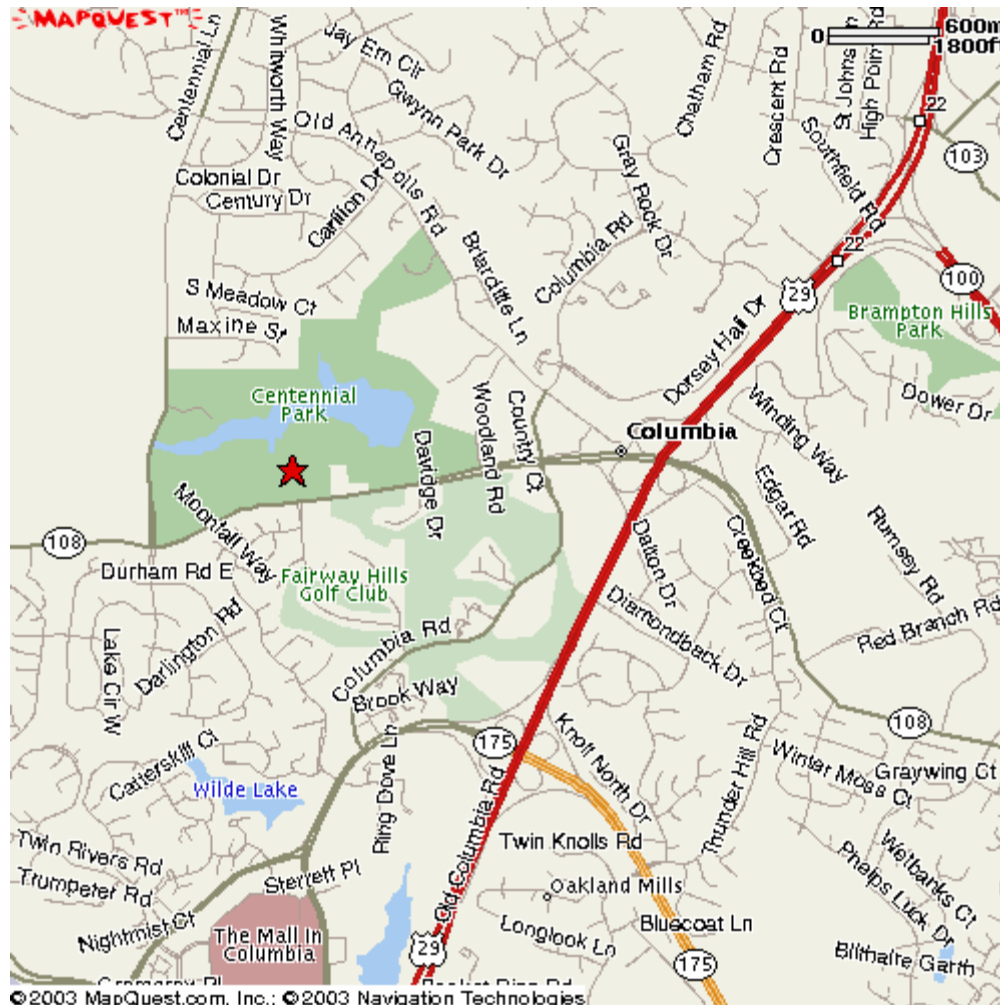 MAPQUEST™
0 600m
1800ft
Centennial Ln
Whitworth Way
Jay Em Cir
Gwynn Park Dr
Chatham Rd
Crescent Rd
St Johns
High Point Rd
22
103
Old Annapolis Rd
Gray Rock Dr
Southfield Rd
Colonial Dr
Century Dr
Carillon Dr
Briarcliffe Ln
Columbia Rd
22
100
29
S Meadow Ct
Maxine St
Dorsey Hall Dr
Brampton Hills
Park
Centennial
Park
Woodland Rd
Country Ct
Davidge Dr
Columbia
Winding Way
Dower Dr
Edgar Rd
Moonfall Way
108
Durham Rd E
Fairway Hills
Golf Club
Dalton Dr
Creekbed Ct
Rumsey Rd
Diamondback Dr
Red Branch Rd
Lake Cir W
Darlington Rd
Columbia Rd
Brook Way
108
175
Catterskill Ct
Wilde Lake
Ring Dove Ln
Knoll North Dr
Thunder Hill Rd
Winter Moss Ct
Graywing Ct
Old Columbia Rd
Twin Knolls Rd
Twin Rivers Rd
Trumpeter Rd
Sterrett Pl
Oakland Mills
Phelps Luck Dr
Welbanks Ct
Nightmist Ct
The Mall In
Columbia
Longlook Ln
Bluecoat Ln
29
175
Bilthaite Garth
©2003 MapQuest.com, Inc.; ©2003 Navigation Technologies